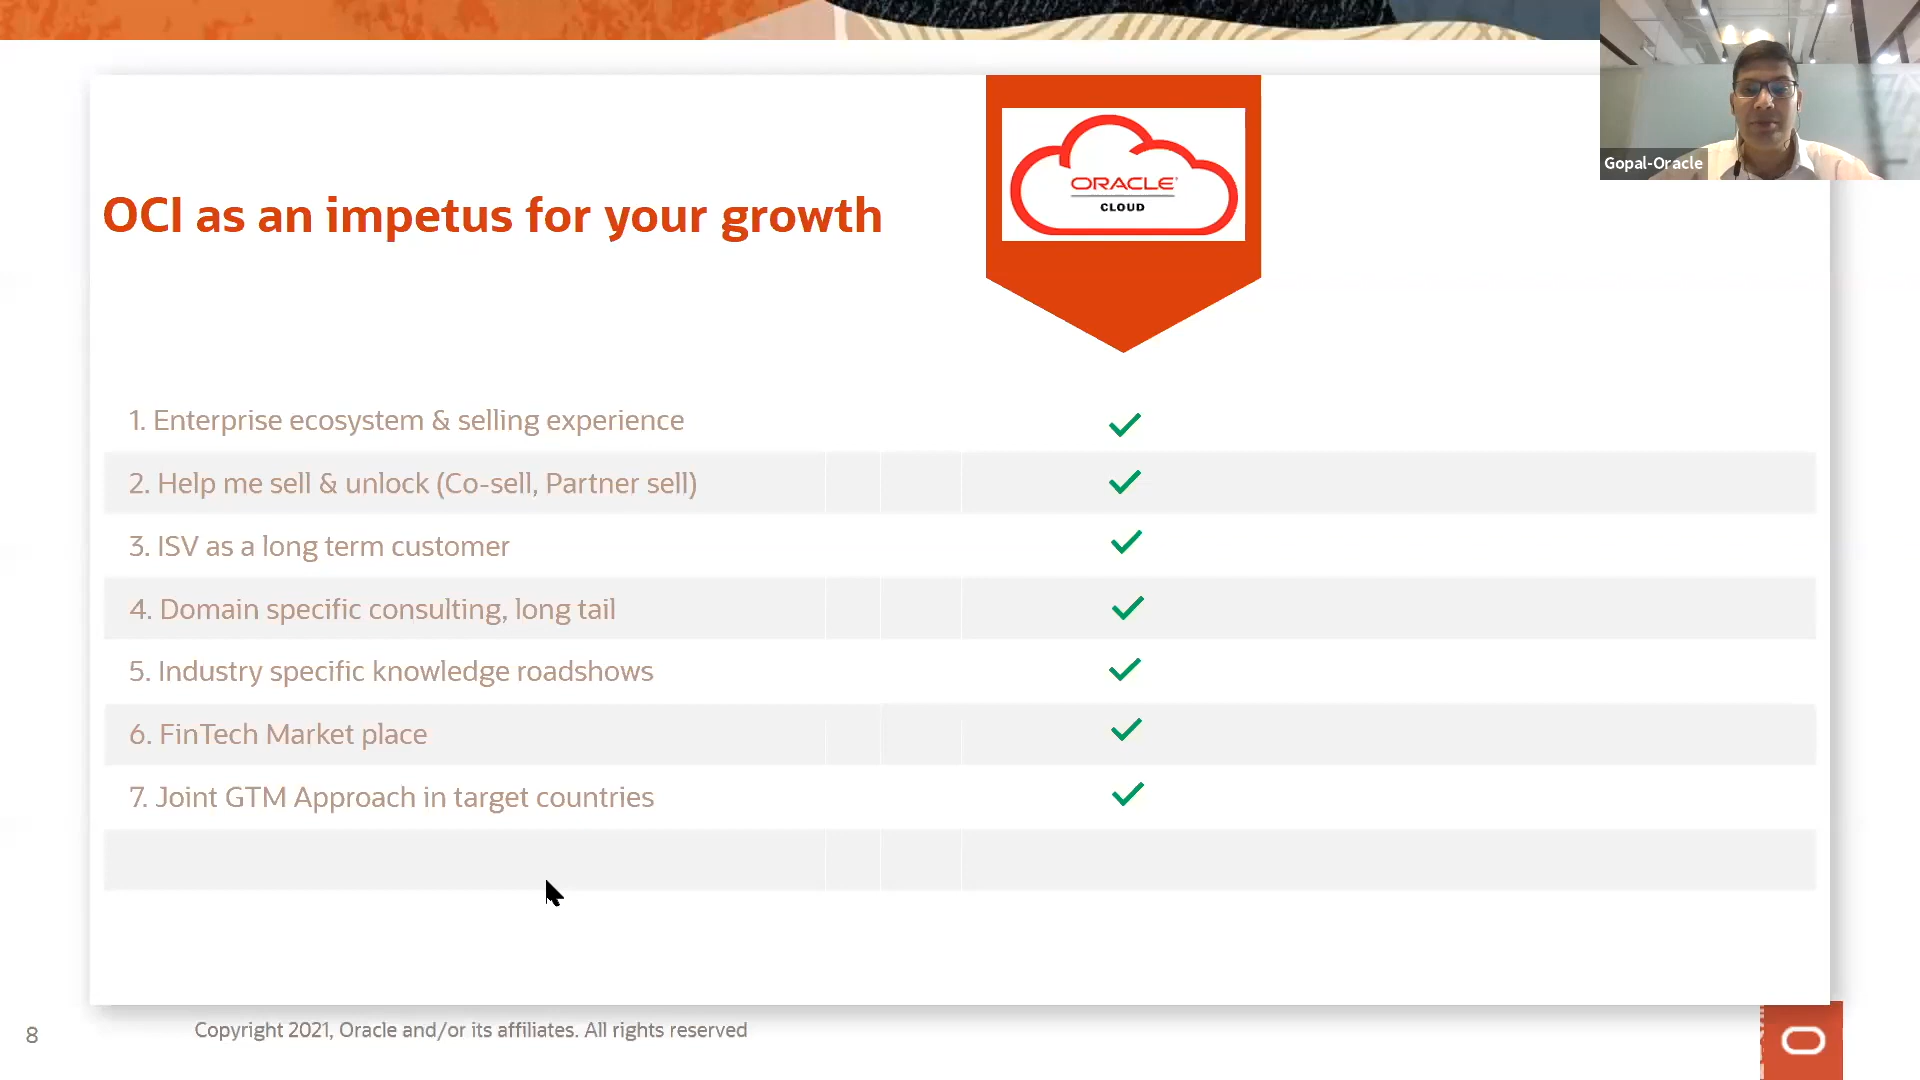 OCI as an impetus for your growth
ORACLE
CLOUD
Gopal-Oracle
1. Enterprise ecosystem & selling experience
2. Help me sell & unlock (Co-sell, Partner sell)
3. ISV as a long term customer
4. Domain specific consulting, long tail
5. Industry specific knowledge roadshows
6. FinTech Market place
7. Joint GTM Approach in target countries
8
Copyright 2021, Oracle and/or its affiliates. All rights reserved